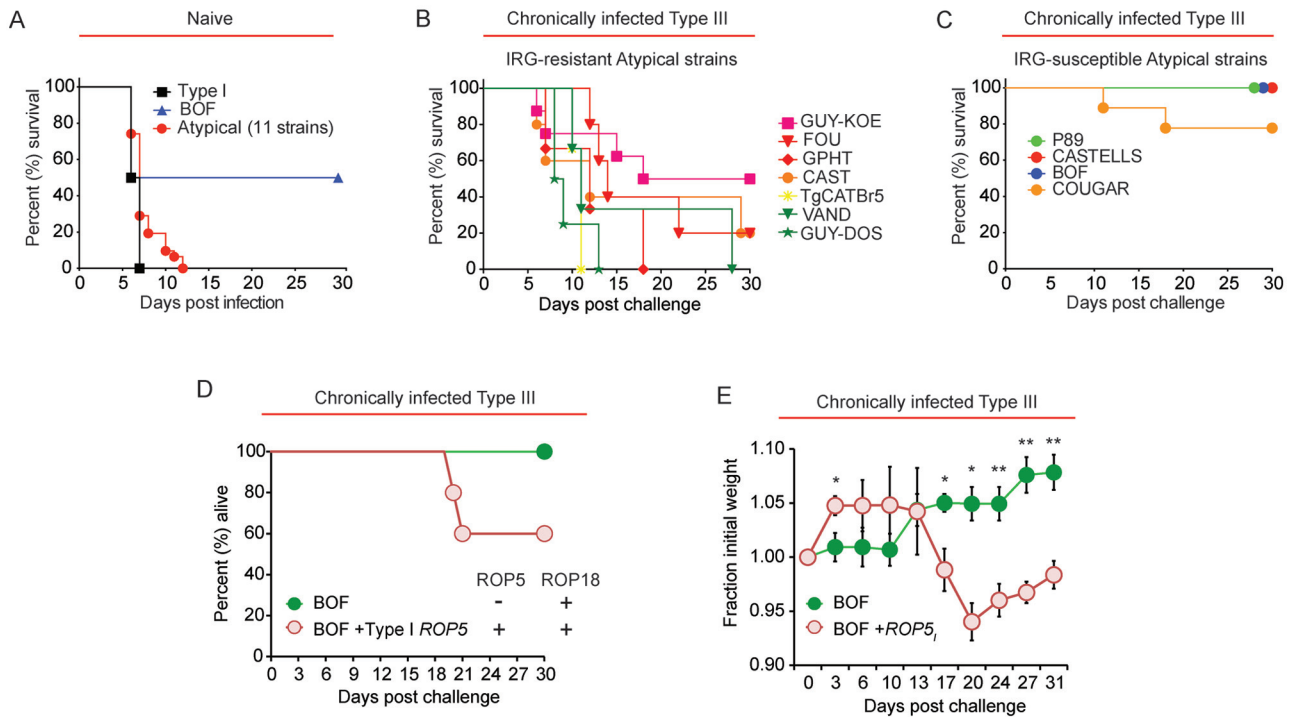 A
Naive
100
80
60
40
20
0
Percent (%) survival
Type I
BOF
Atypical (11 strains)
0 5 10 15 20 25 30
Days post infection
B
Chronically infected Type III
IRG-resistant Atypical strains
100
80
60
40
20
0
Percent (%) survival
0 5 10 15 20 25 30
Days post challenge
GUY-KOE
FOU
GPHT
CAST
TgCATBr5
VAND
GUY-DOS
C
Chronically infected Type III
IRG-susceptible Atypical strains
100
80
60
40
20
0
Percent (%) survival
P89
CASTELLS
BOF
COUGAR
0 5 10 15 20 25 30
Days post challenge
D
Chronically infected Type III
100
80
60
40
20
0
Percent (%) alive
ROP5 ROP18
BOF - +
BOF +Type I ROP5 + +
0 3 6 9 12 15 18 21 24 27 30
Days post challenge
E
Chronically infected Type III
1.10
1.05
1.00
0.95
0.90
Fraction initial weight
* * * ** ** **
BOF
BOF +ROP5I
0 3 6 10 13 17 20 24 27 31
Days post challenge